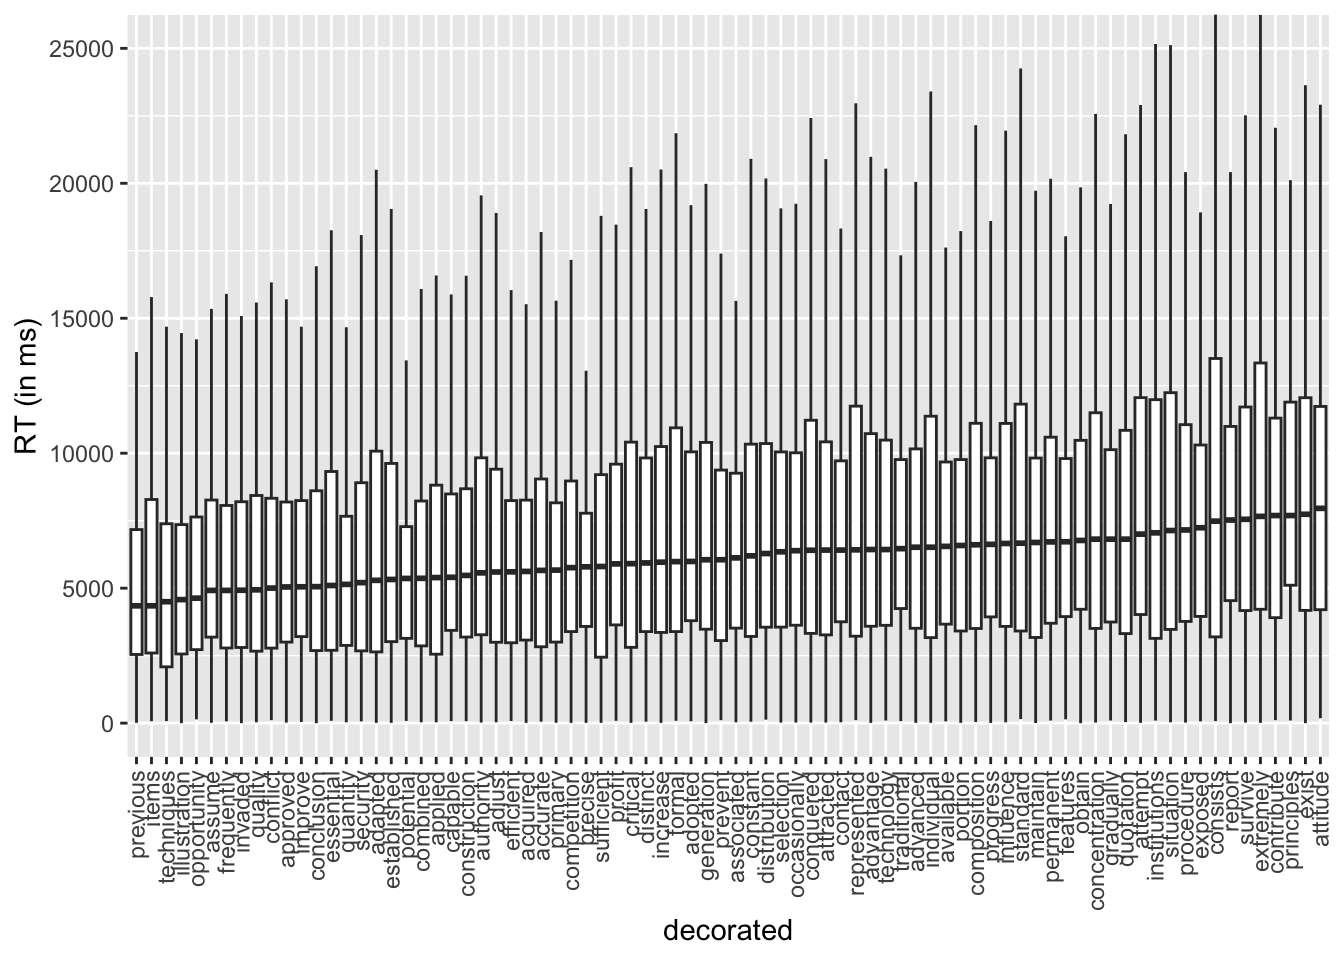 25000
20000
15000
10000
5000
0
RT (in ms)
previous
items
techniques
illustration
opportunity
assume
frequently
invaded
quality
conflict
approved
improve
conclusion
essential
quantity
security
adapted
established
potential
combined
applied
capable
construction
authority
adjust
efficient
acquired
accurate
primary
competition
precise
sufficient
profit
critical
distinct
increase
formal
adopted
generation
prevent
associated
constant
distribution
selection
occasionally
conquered
attracted
contact
represented
advantage
technology
traditional
advanced
individual
available
portion
composition
progress
influence
standard
maintain
permanent
features
obtain
concentration
gradually
quotation
attempt
institutions
situation
procedure
exposed
consists
report
survive
extremely
contribute
principles
exist
attitude
decorated